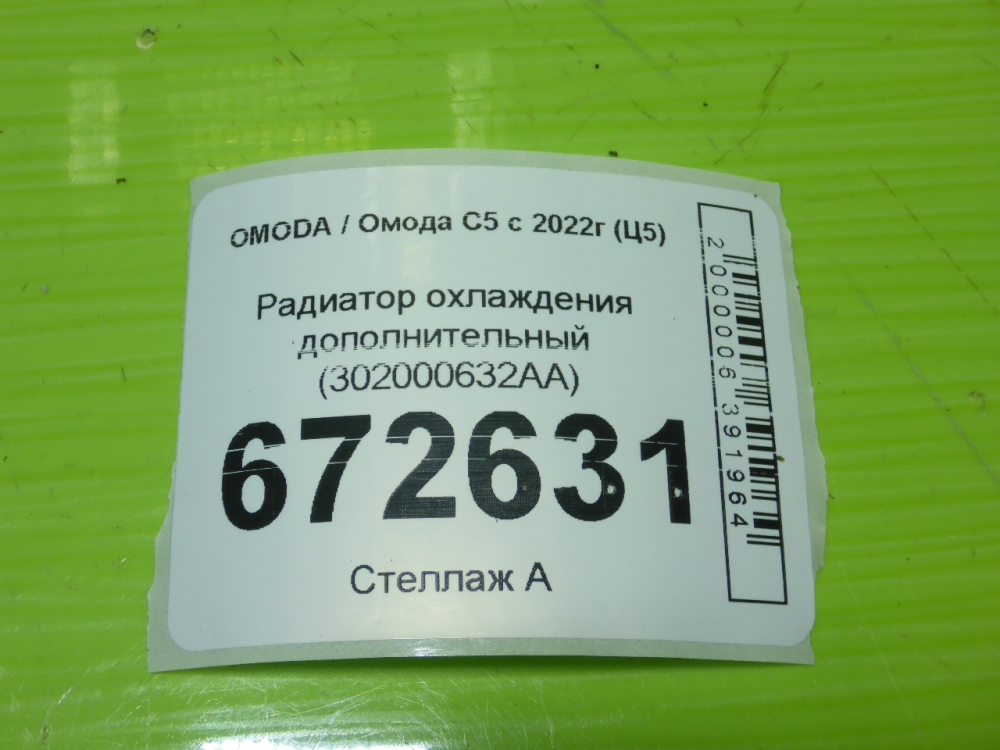 OMODA / Омода С5 с 2022г (Ц5)
Радиатор охлаждения
дополнительный
(302000632AA)
672631
Стеллаж А
2000006391964